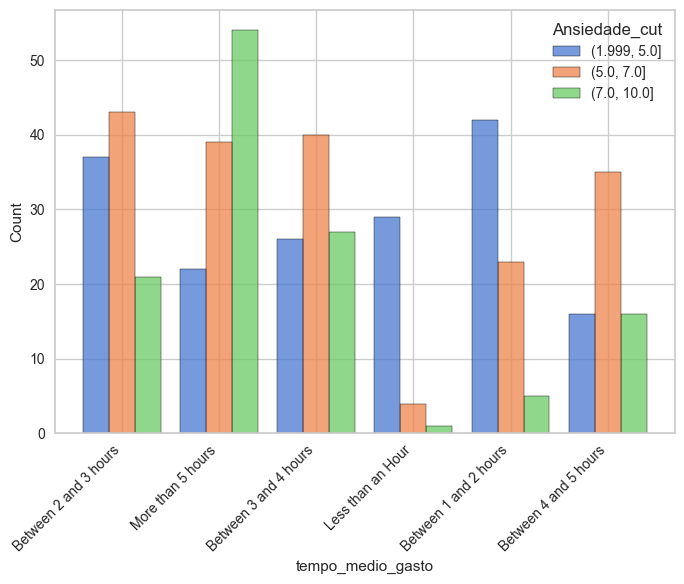 Ansiedade_cut
(1.999, 5.0]
(5.0, 7.0]
(7.0, 10.0]
Count
50
40
30
20
10
0
Between 2 and 3 hours
More than 5 hours
Between 3 and 4 hours
Less than an Hour
Between 1 and 2 hours
Between 4 and 5 hours
tempo_medio_gasto